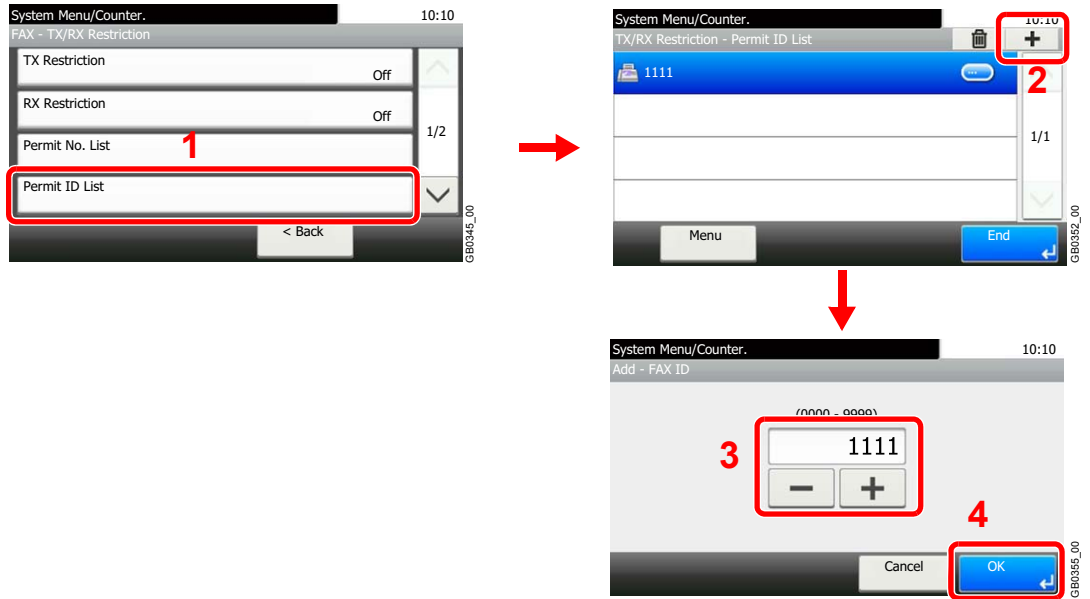 System Menu/Counter.
10:10
FAX - TX/RX Restriction
TX Restriction
Off
RX Restriction
Off
1/2
Permit No. List
1
Permit ID List
< Back
GB0345_00
System Menu/Counter.
10:10
TX/RX Restriction - Permit ID List
2
1111
1/1
Menu
End
GB0352_00
System Menu/Counter.
10:10
Add - FAX ID
(0000 - 9999)
3
1111
4
Cancel
OK
GB0355_00